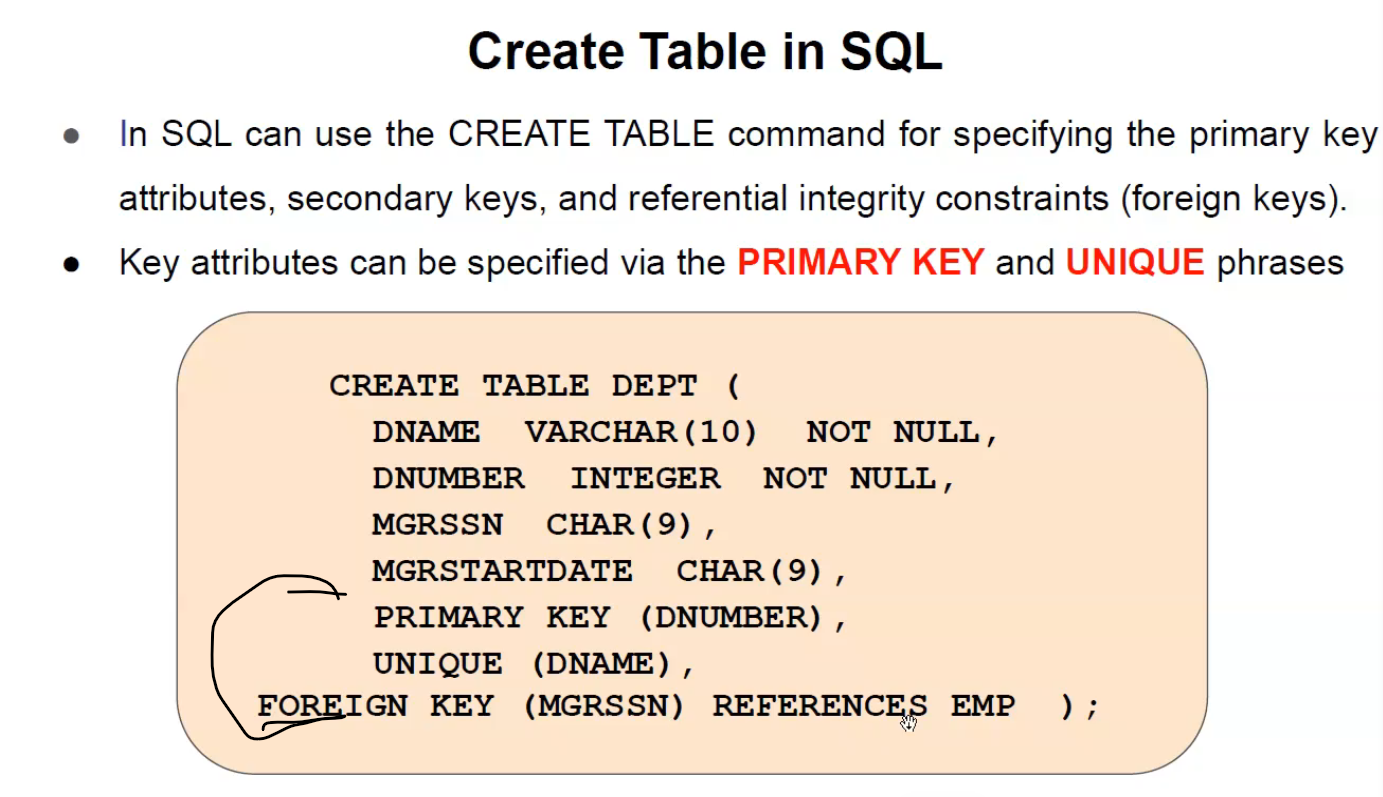 Create Table in SQL
● In SQL can use the CREATE TABLE command for specifying the primary key
attributes, secondary keys, and referential integrity constraints (foreign keys).
● Key attributes can be specified via the PRIMARY KEY and UNIQUE phrases
CREATE TABLE DEPT (
DNAME VARCHAR(10) NOT NULL,
DNUMBER INTEGER NOT NULL,
MGRSSN CHAR(9),
MGRSTARTDATE CHAR(9),
PRIMARY KEY (DNUMBER),
UNIQUE (DNAME),
FOREIGN KEY (MGRSSN) REFERENCES EMP );